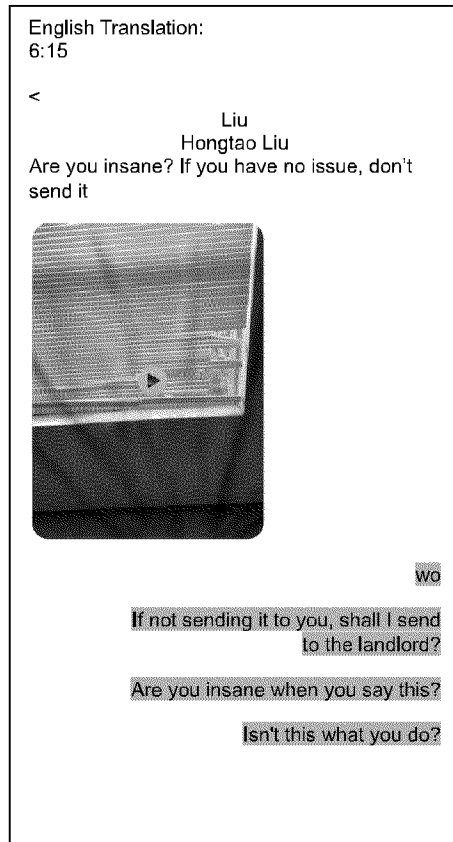 English Translation:
6:15
<
Liu
Hongtao Liu
Are you insane? If you have no issue, don't
send it
wo
If not sending it to you, shall I send
to the landlord?
Are you insane when you say this?
Isn't this what you do?